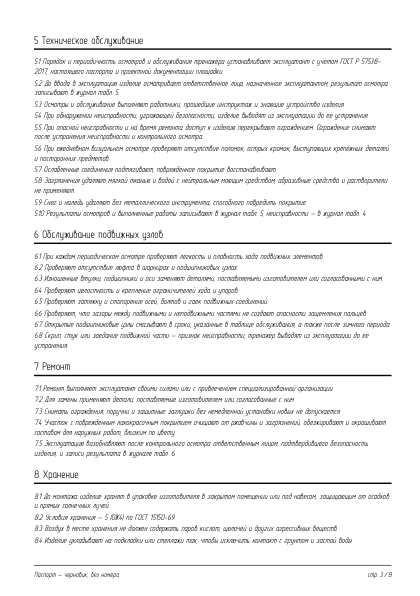 5 Техническое обслуживание
5.1 Порядок и периодичность осмотров и обслуживания тренажера устанавливает эксплуатант с учетом ГОСТ Р 57538-
2017, настоящего паспорта и проектной документации площадки.
5.2 До ввода в эксплуатацию изделие осматривает ответственное лицо, назначенное эксплуатантом; результат осмотра
записывают в журнал табл. 5.
5.3 Осмотры и обслуживание выполняют работники, прошедшие инструктаж и знающие устройство изделия.
5.4 При обнаружении неисправности, угрожающей безопасности, изделие выводят из эксплуатации до её устранения.
5.5 При опасной неисправности и на время ремонта доступ к изделию перекрывают ограждением. Ограждение снимают
после устранения неисправности и контрольного осмотра.
5.6 При ежедневном визуальном осмотре проверяют отсутствие поломок, острых кромок, выступающих крепежных деталей
и посторонних предметов.
5.7 Ослабленные соединения подтягивают, повреждённое покрытие восстанавливают.
5.8 Загрязнения удаляют мягкой тканью и водой с нейтральным моющим средством; абразивные средства и растворители
не применяют.
5.9 Снег и наледь удаляют без металлического инструмента, способного повредить покрытие.
5.10 Результаты осмотров и выполненные работы записывают в журнал табл. 5, неисправности – в журнал табл. 4.
6 Обслуживание подвижных узлов
6.1 При каждом периодическом осмотре проверяют легкость и плавность хода подвижных элементов.
6.2 Проверяют отсутствие люфта в шарнирах и подшипниковых узлах.
6.3 Изношенные втулки, подшипники и оси заменяют деталями, поставляемыми изготовителем или согласованными с ним.
6.4 Проверяют целостность и крепление ограничителей хода и упоров.
6.5 Проверяют затяжку и стопорение осей, болтов и гаек подвижных соединений.
6.6 Проверяют, что зазоры между подвижными и неподвижными частями не создают опасности защемления пальцев.
6.7 Открытые подшипниковые узлы смазывают в сроки, указанные в таблице обслуживания, а также после зимнего периода.
6.8 Скрип, стук или заедание подвижной части – признак неисправности; тренажер выводят из эксплуатации до её
устранения.
7 Ремонт
7.1 Ремонт выполняет эксплуатант своими силами или с привлечением специализированной организации.
7.2 Для замены применяют детали, поставляемые изготовителем или согласованные с ним.
7.3 Снимать ограждения, поручни и защитные заглушки без немедленной установки новых не допускается.
7.4 Участок с повреждённым лакокрасочным покрытием очищают от ржавчины и загрязнений, обезжиривают и окрашивают
составом для наружных работ, близким по цвету.
7.5 Эксплуатацию возобновляют после контрольного осмотра ответственным лицом, подтвердившего безопасность
изделия, и записи результата в журнале табл. 6.
8 Хранение
8.1 До монтажа изделие хранят в упаковке изготовителя в закрытом помещении или под навесом, защищающим от осадков
и прямых солнечных лучей.
8.2 Условия хранения – 5 (ОЖ4) по ГОСТ 15150-69.
8.3 Воздух в месте хранения не должен содержать паров кислот, щелочей и других агрессивных веществ.
8.4 Изделие укладывают на подкладки или стеллажи так, чтобы исключить контакт с грунтом и застой воды.
Паспорт – черновик, без номера
стр. 3 / 8